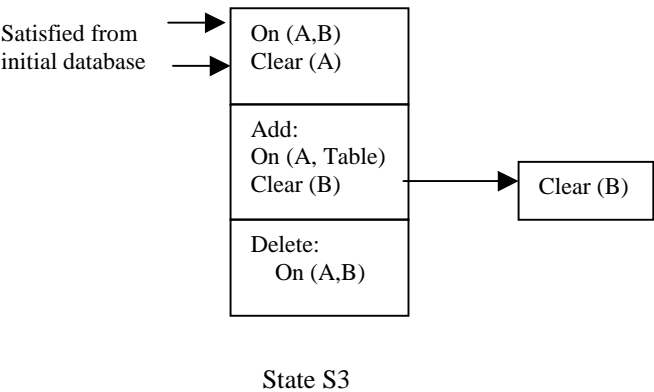 Satisfied from
initial database
On (A,B)
Clear (A)
Add:
On (A, Table)
Clear (B)
Clear (B)
Delete:
On (A,B)
State S3